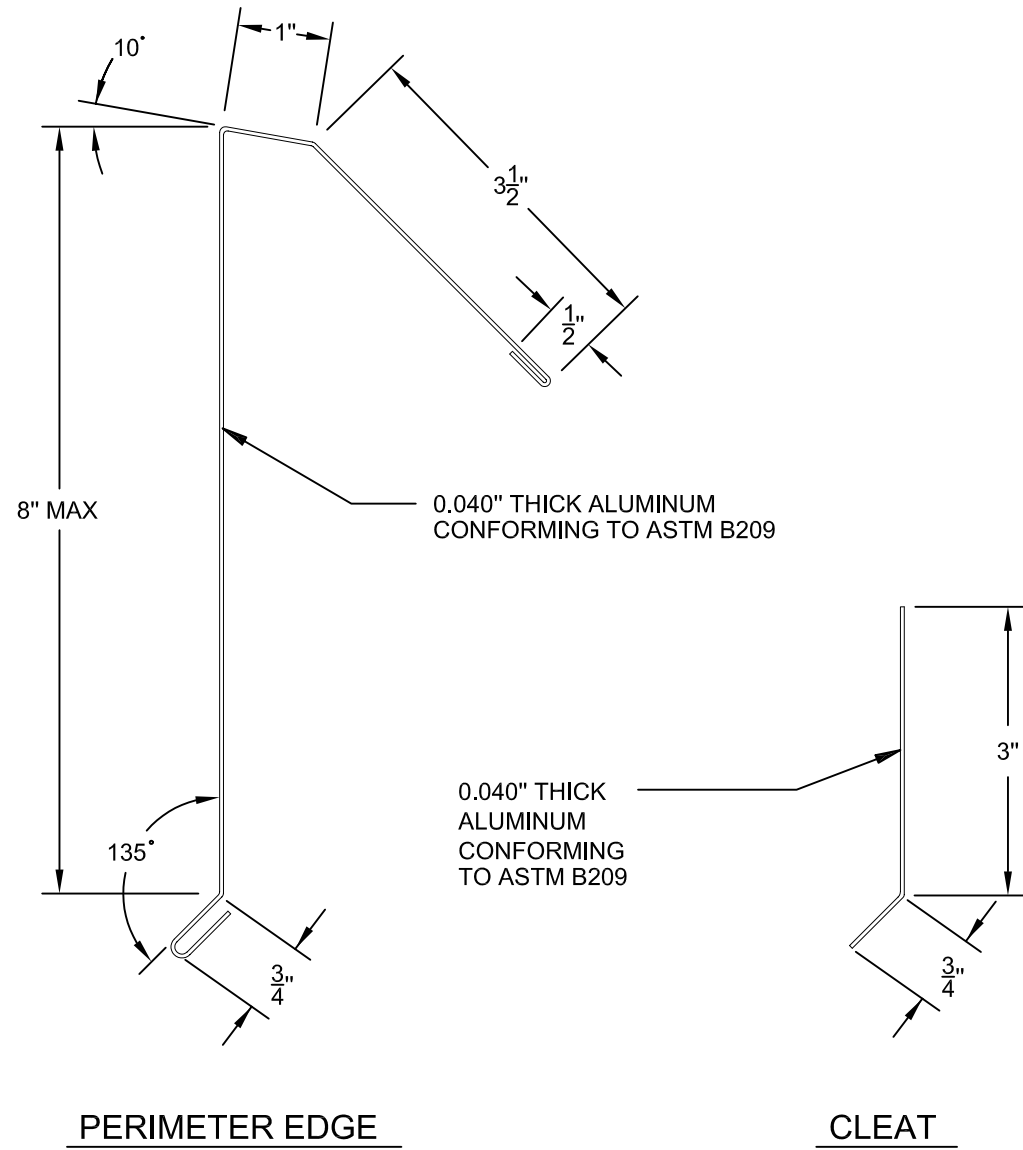 1"
10°
3 1/2"
1/2"
8" MAX
0.040" THICK ALUMINUM
CONFORMING TO ASTM B209
3"
0.040" THICK
ALUMINUM
CONFORMING
TO ASTM B209
135°
3/4"
3/4"
PERIMETER EDGE
CLEAT